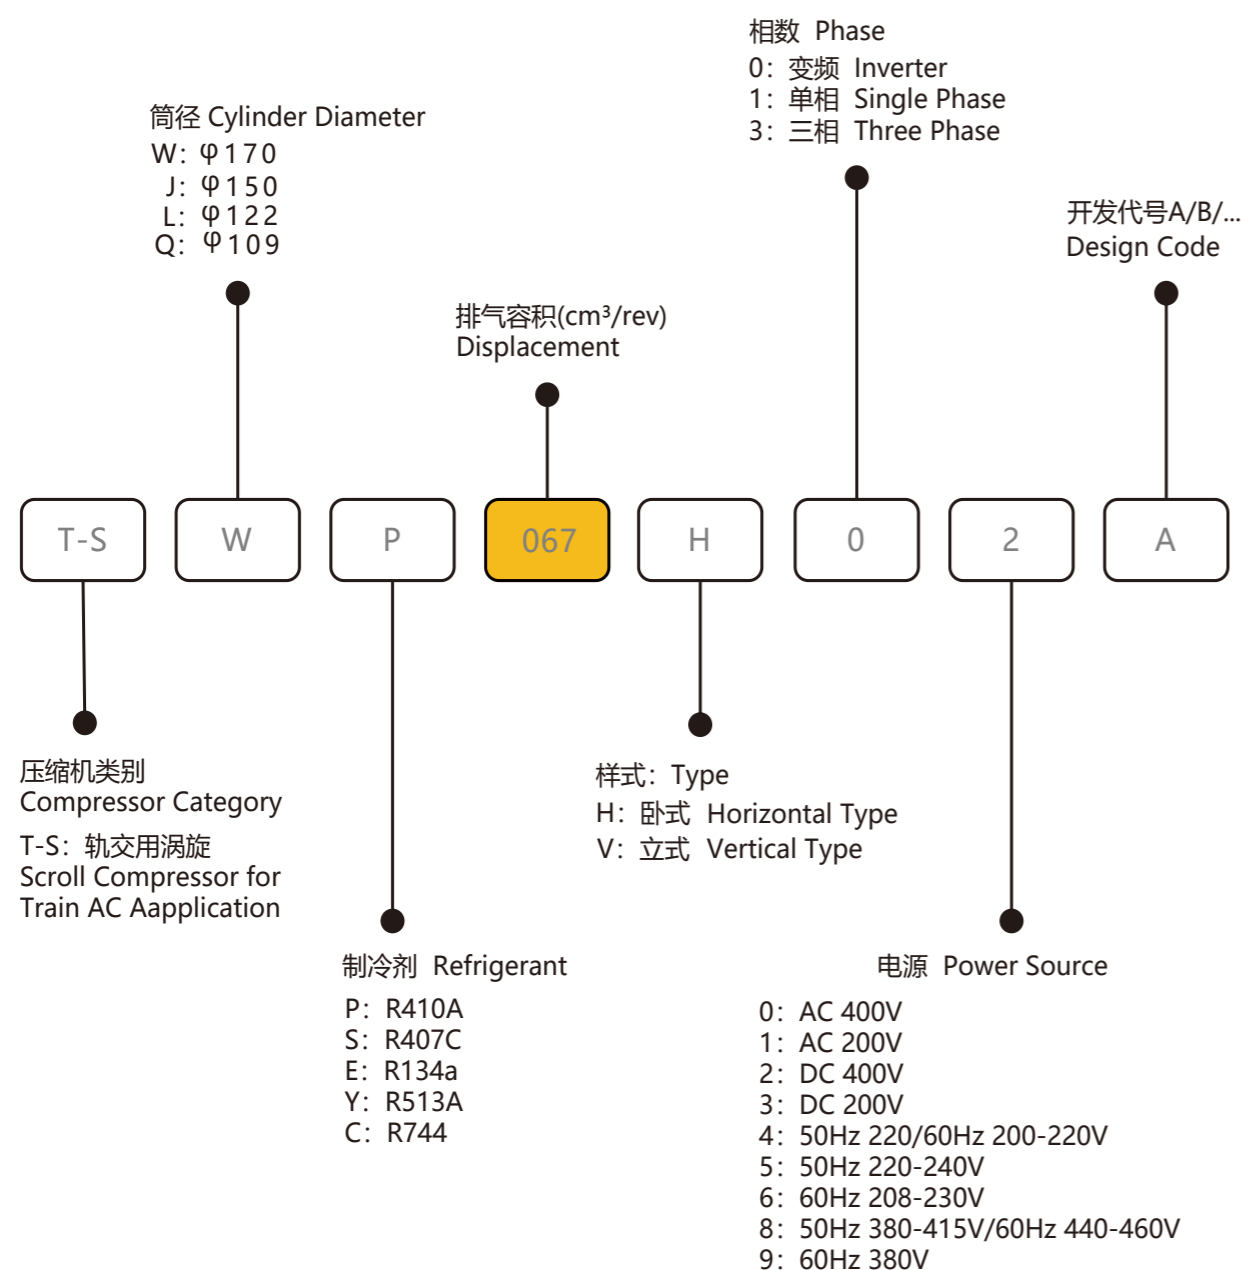 相数 Phase
0：变频 Inverter
1：单相 Single Phase
3：三相 Three Phase
筒径 Cylinder Diameter
W：φ170
J：φ150
L：φ122
Q：φ109
开发代号A/B/...
Design Code
排气容积(cm³/rev)
Displacement
T-S W P 067 H 0 2 A
压缩机类别
Compressor Category
T-S：轨交用涡旋
Scroll Compressor for
Train AC Aapplication
样式：Type
H：卧式 Horizontal Type
V：立式 Vertical Type
制冷剂 Refrigerant
P：R410A
S：R407C
E：R134a
Y：R513A
C：R744
电源 Power Source
0：AC 400V
1：AC 200V
2：DC 400V
3：DC 200V
4：50Hz 220/60Hz 200-220V
5：50Hz 220-240V
6：60Hz 208-230V
8：50Hz 380-415V/60Hz 440-460V
9：60Hz 380V